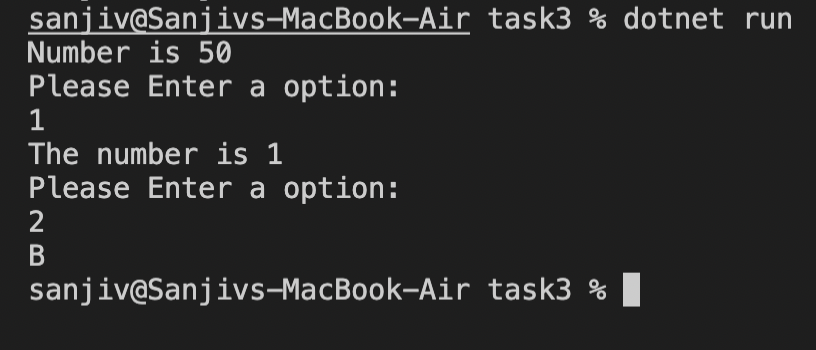 sanjiv@Sanjivs-MacBook-Air task3 % dotnet run
Number is 50
Please Enter a option:
1
The number is 1
Please Enter a option:
2
B
sanjiv@Sanjivs-MacBook-Air task3 %